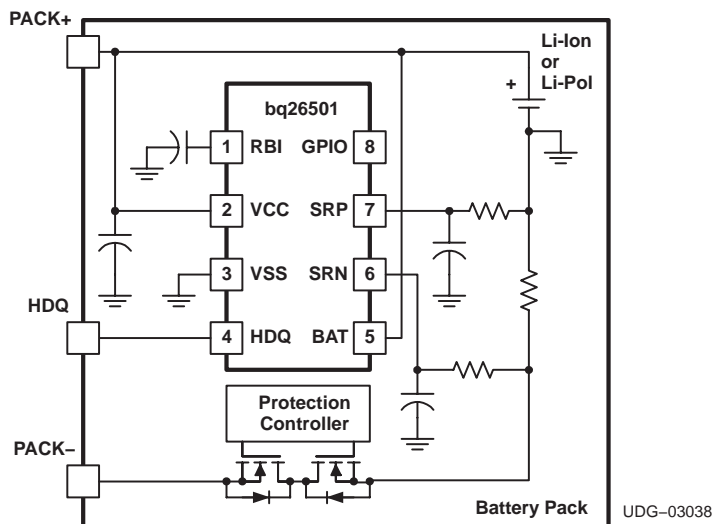 PACK+
Li-Ion
or
Li-Pol
+
bq26501
1 RBI GPIO 8
2 VCC SRP 7
3 VSS SRN 6
HDQ
4 HDQ BAT 5
Protection
Controller
PACK–
Battery Pack
UDG–03038